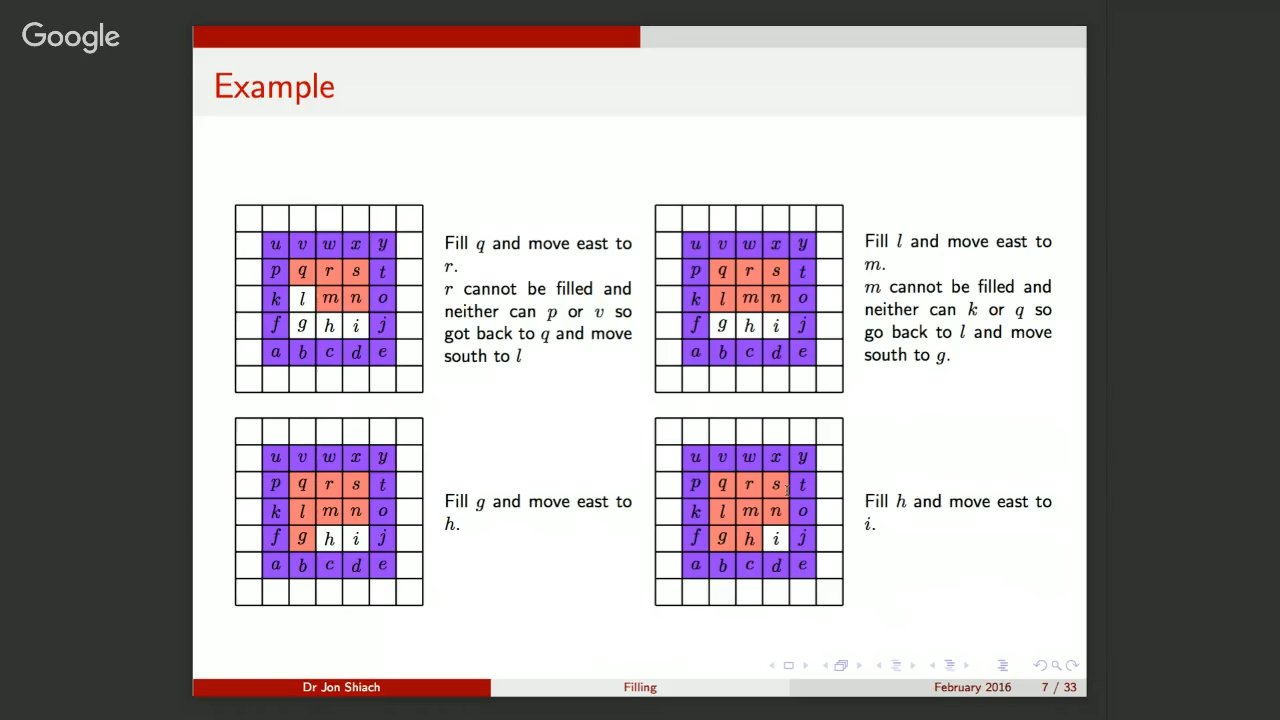 Google
Example
u v w x y
p q r s t
k l m n o
f g h i j
a b c d e
Fill q and move east to
r.
r cannot be filled and
neither can p or v so
got back to q and move
south to l
u v w x y
p q r s t
k l m n o
f g h i j
a b c d e
Fill l and move east to
m.
m cannot be filled and
neither can k or q so
go back to l and move
south to g.
u v w x y
p q r s t
k l m n o
f g h i j
a b c d e
Fill g and move east to
h.
u v w x y
p q r s t
k l m n o
f g h i j
a b c d e
Fill h and move east to
i.
Dr Jon Shiach
Filling
February 2016 7 / 33